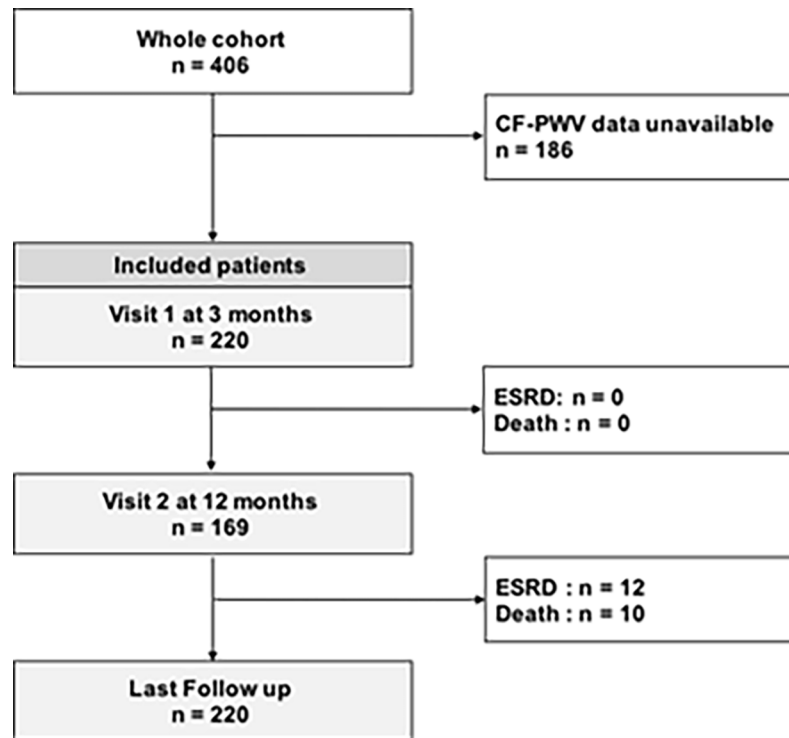 Whole cohort
n = 406
CF-PWV data unavailable
n = 186
Included patients
Visit 1 at 3 months
n = 220
ESRD: n = 0
Death : n = 0
Visit 2 at 12 months
n = 169
ESRD : n = 12
Death : n = 10
Last Follow up
n = 220